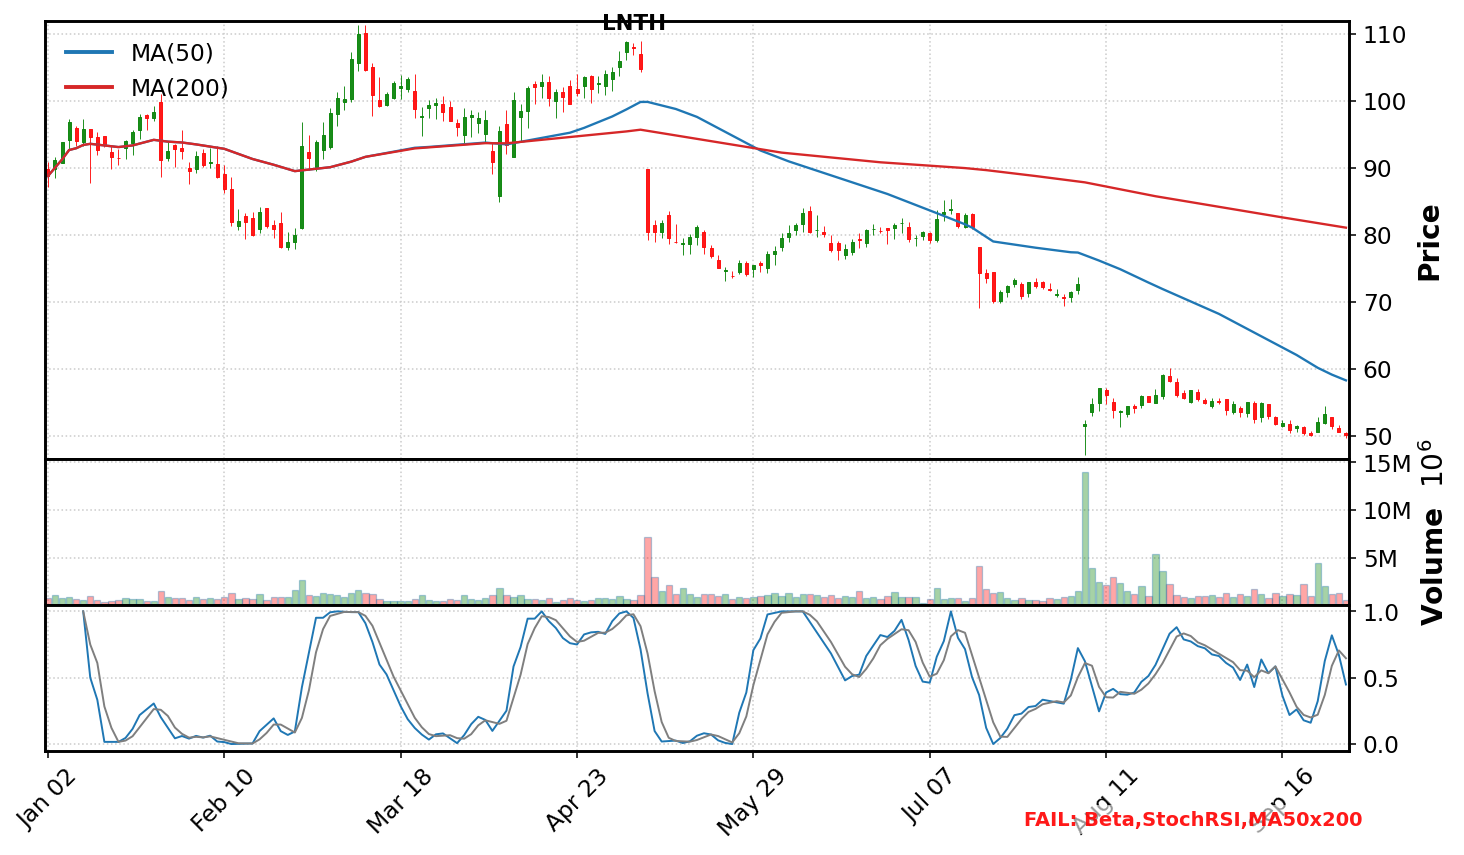 LNTH
MA(50)
MA(200)
110
100
90
80
70
60
50
Price
15M
10M
5M
Volume 10^6
1.0
0.5
0.0
Jan 02
Feb 10
Mar 18
Apr 23
May 29
Jul 07
Aug 11
Sep 16
FAIL: Beta,StochRSI,MA50x200